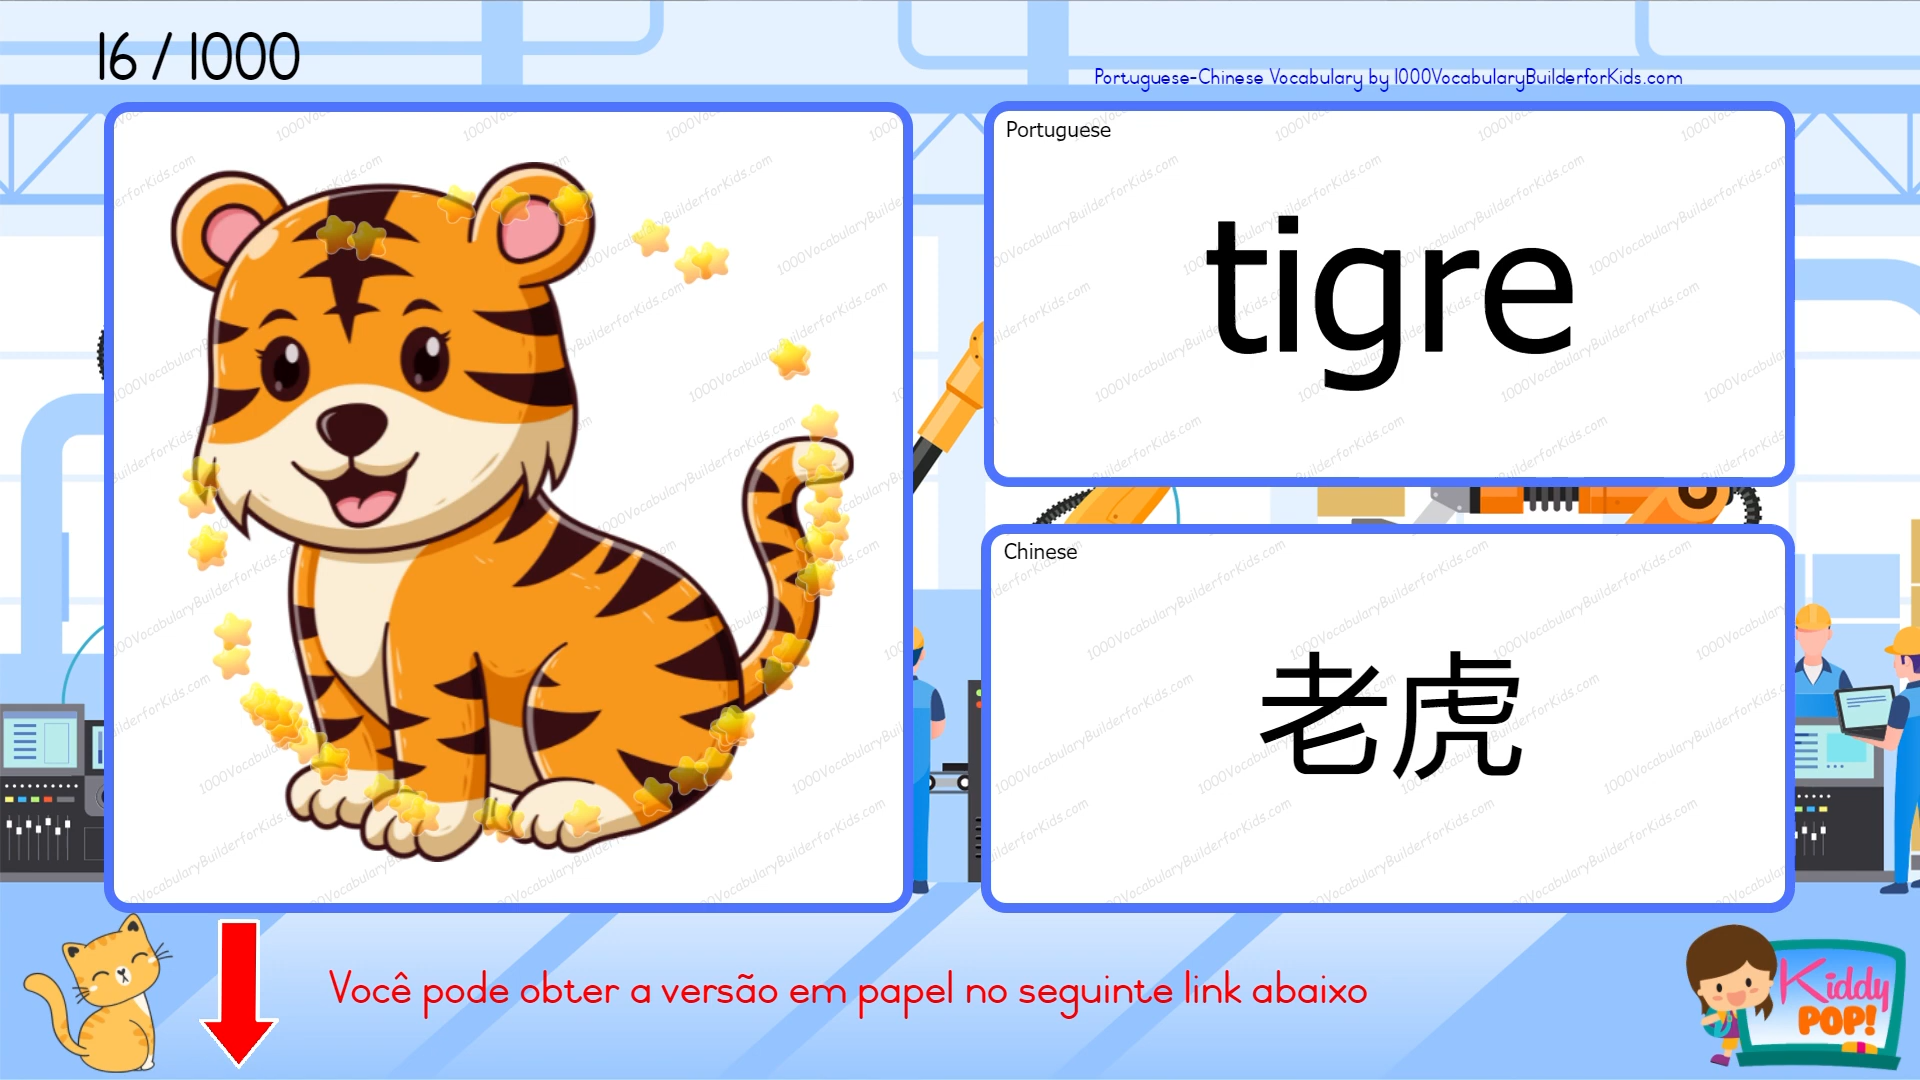 16 / 1000
Portuguese-Chinese Vocabulary by 1000VocabularyBuilderforKids.com
Portuguese
tigre
Chinese
老虎
Você pode obter a versão em papel no seguinte link abaixo
Kiddy
POP!